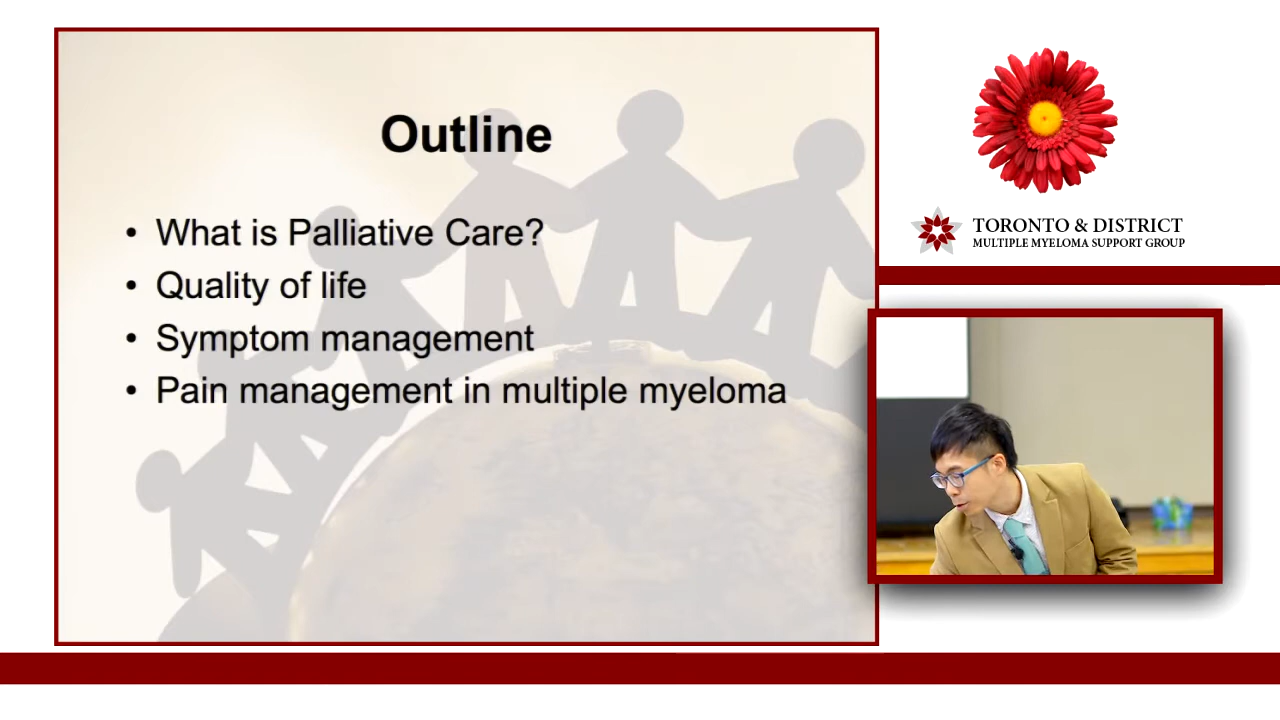 Outline
• What is Palliative Care?
• Quality of life
• Symptom management
• Pain management in multiple myeloma
TORONTO & DISTRICT
MULTIPLE MYELOMA SUPPORT GROUP